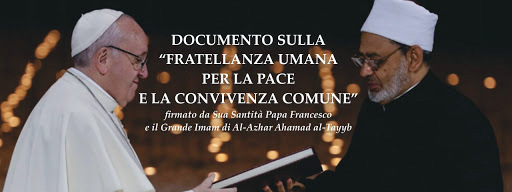 DOCUMENTO SULLA
“FRATELLANZA UMANA
PER LA PACE
E LA CONVIVENZA COMUNE”
firmato da Sua Santità Papa Francesco
e il Grande Imam di Al-Azhar Ahamad al-Tayyb